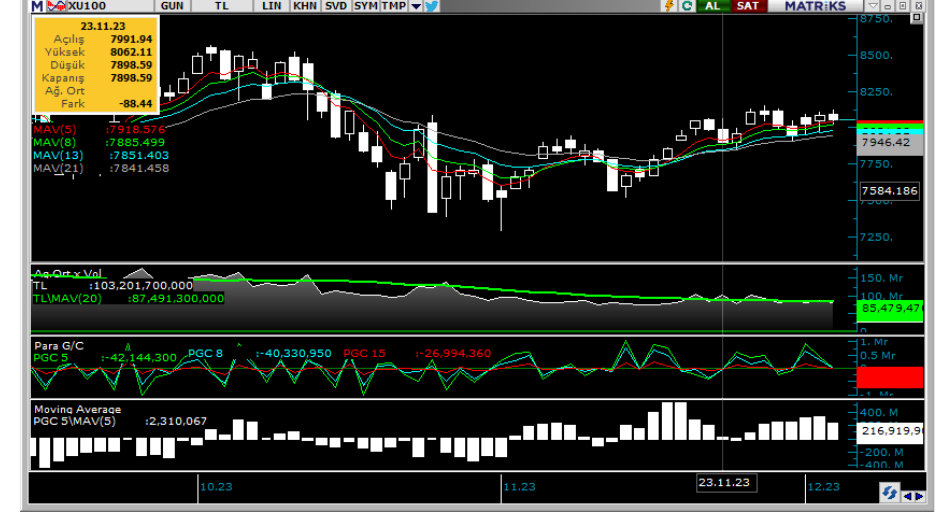 M XU100 GUN TL LIN KHN SVD SYM TMP AL SAT MATRiKS
23.11.23
Açılış 7991.94
Yüksek 8062.11
Düşük 7898.59
Kapanış 7898.59
Ağ. Ort
Fark -88.44
MAV(5) :7918.576
MAV(8) :7885.499
MAV(13) :7851.403
MAV(21) :7841.458
8750.
8500.
8250.
7946.42
7750.
7584.186
7500.
7250.
Ag.Ort x Vol
TL :103,201,700,000
TL\MAV(20) :87,491,300,000
150. Mr
100. Mr
85,479,47
0
Para G/C
PGC 5 :-42,144,300 PGC 8 :-40,330,950 PGC 15 :-26,994,360
1. Mr
0.5 Mr
-1. Mr
Moving Average
PGC 5\MAV(5) :2,310,067
400. M
216,919,9
-200. M
-400. M
10.23 11.23 23.11.23 12.23